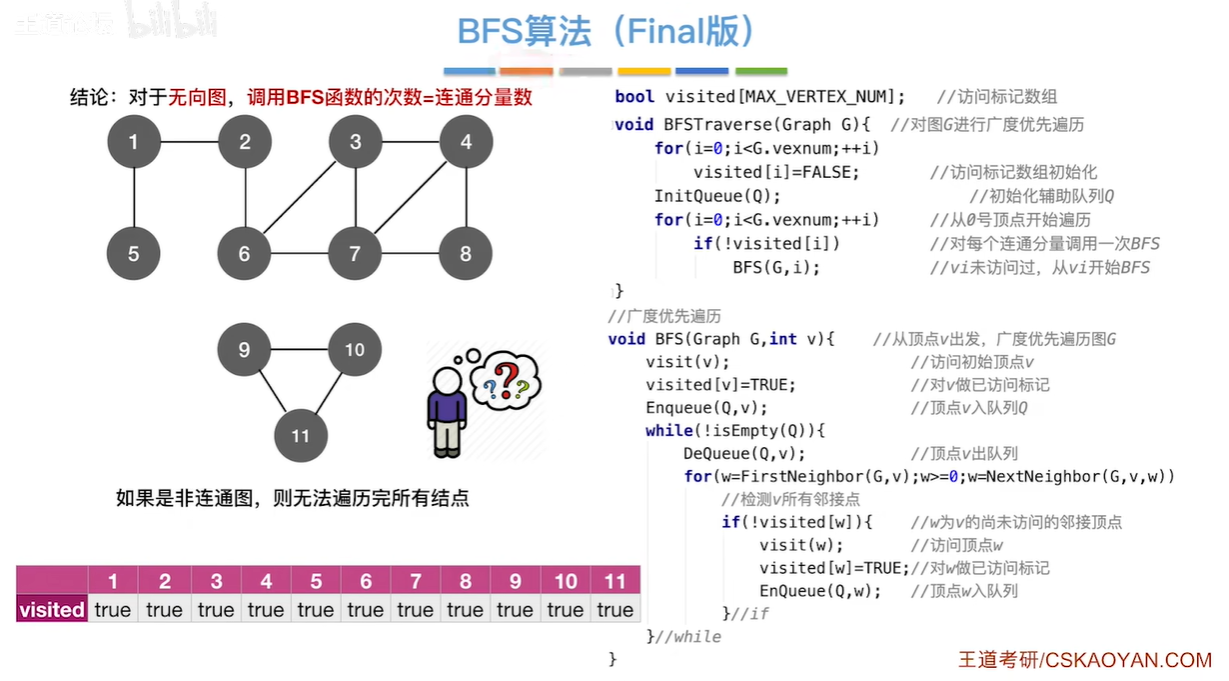 BFS算法（Final版）
结论：对于无向图，调用BFS函数的次数=连通分量数
1 2 3 4
5 6 7 8
9 10
11
如果是非连通图，则无法遍历完所有结点
1 2 3 4 5 6 7 8 9 10 11
visited true true true true true true true true true true true
bool visited[MAX_VERTEX_NUM]; //访问标记数组
void BFSTraverse(Graph G){ //对图G进行广度优先遍历
for(i=0;i<G.vexnum;++i)
visited[i]=FALSE; //访问标记数组初始化
InitQueue(Q); //初始化辅助队列Q
for(i=0;i<G.vexnum;++i) //从0号顶点开始遍历
if(!visited[i]) //对每个连通分量调用一次BFS
BFS(G,i); //vi未访问过，从vi开始BFS
}
//广度优先遍历
void BFS(Graph G,int v){ //从顶点v出发，广度优先遍历图G
visit(v); //访问初始顶点v
visited[v]=TRUE; //对v做已访问标记
Enqueue(Q,v); //顶点v入队列Q
while(!isEmpty(Q)){
DeQueue(Q,v); //顶点v出队列
for(w=FirstNeighbor(G,v);w>=0;w=NextNeighbor(G,v,w))
//检测v所有邻接点
if(!visited[w]){ //w为v的尚未访问的邻接顶点
visit(w); //访问顶点w
visited[w]=TRUE;//对w做已访问标记
EnQueue(Q,w); //顶点w入队列
}//if
}//while
}
王道考研/CSKAOYAN.COM
bilibili